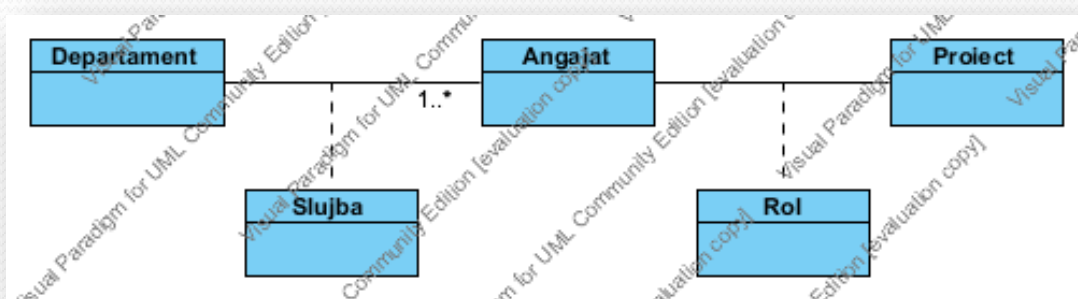 Departament
Angajat
Proiect
1..*
Slujba
Rol
Visual Paradigm for UML Community Edition [evaluation copy]